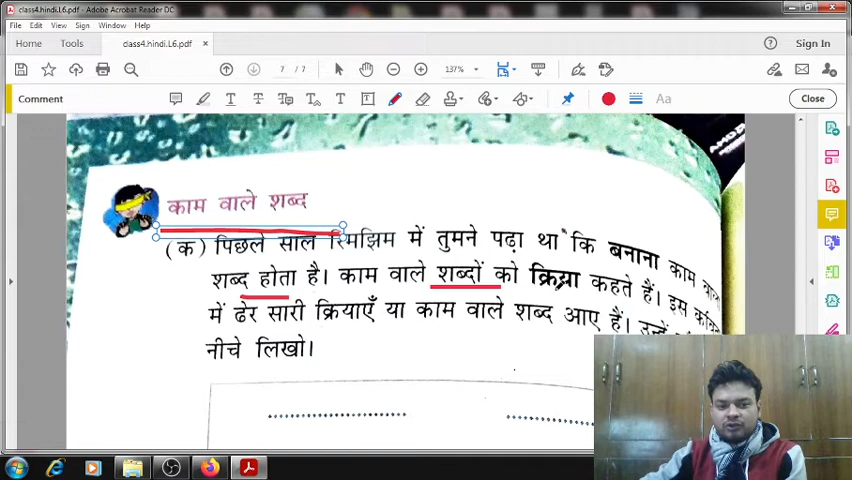 class4.hindi.L6.pdf - Adobe Acrobat Reader DC
File Edit View Sign Window Help
Home Tools class4.hindi.L6.pdf × Sign In
7 / 7 137%
Comment Aa Close
काम वाले शब्द
(क) पिछले साल रिमझिम में तुमने पढ़ा था कि बनाना काम वाला
शब्द होता है। काम वाले शब्दों को क्रिया कहते हैं। इस
में ढेर सारी क्रियाएँ या काम वाले शब्द आए हैं। उन्हें
नीचे लिखो।